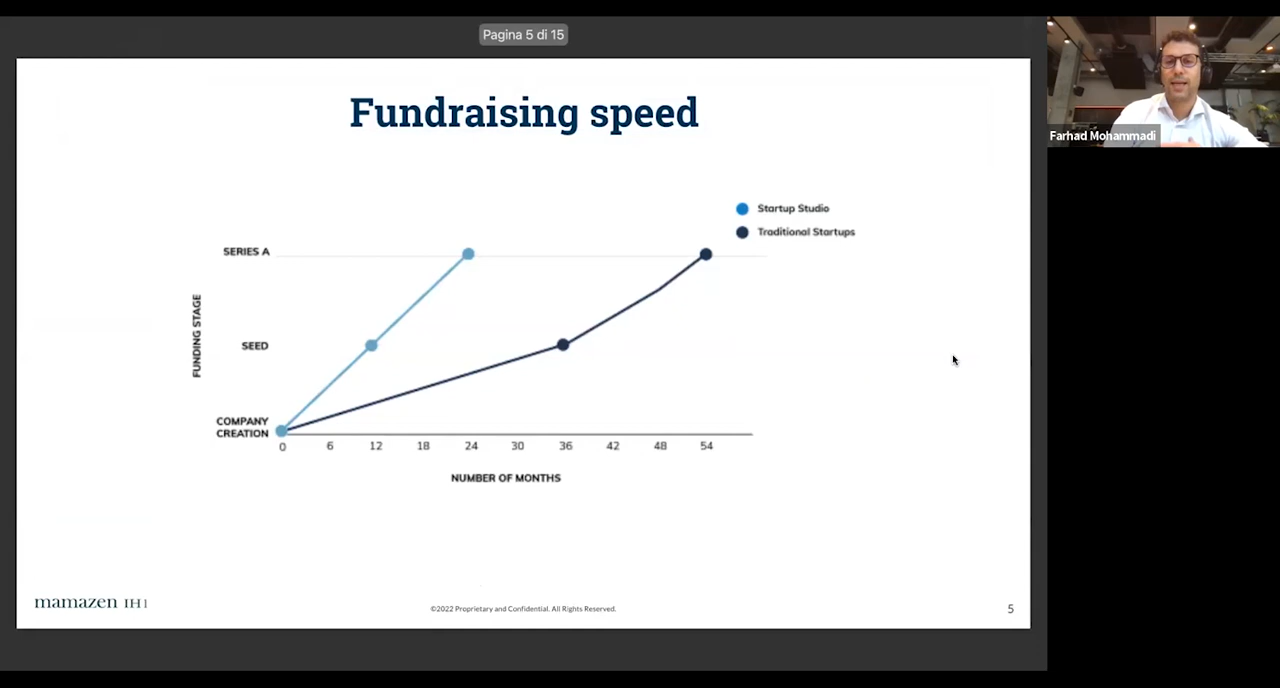 Pagina 5 di 15
Farhad Mohammadi
Fundraising speed
Startup Studio
Traditional Startups
SERIES A
FUNDING STAGE
SEED
COMPANY
CREATION
0 6 12 18 24 30 36 42 48 54
NUMBER OF MONTHS
mamazen IH1
©2022 Proprietary and Confidential. All Rights Reserved.
5